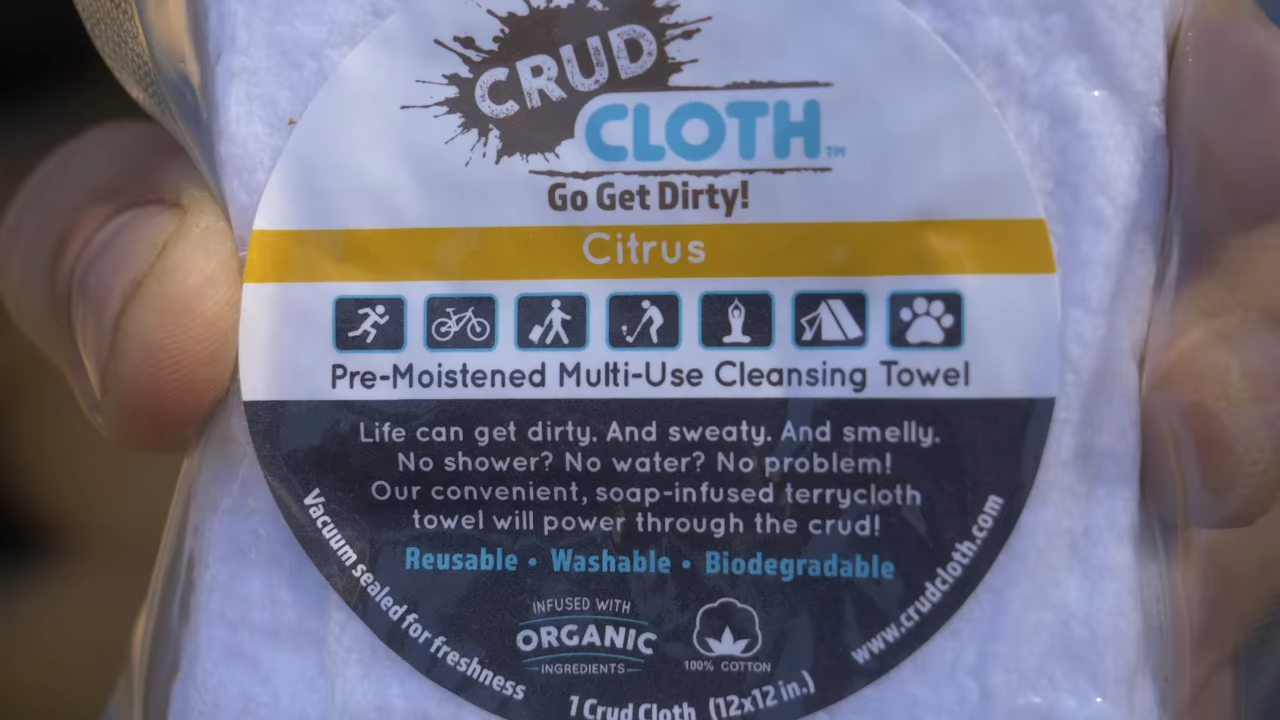 CRUD
CLOTH™
Go Get Dirty!
Citrus
Pre-Moistened Multi-Use Cleansing Towel
Life can get dirty. And sweaty. And smelly.
No shower? No water? No problem!
Our convenient, soap-infused terrycloth
towel will power through the crud!
Reusable • Washable • Biodegradable
Vacuum sealed for freshness
INFUSED WITH
ORGANIC
INGREDIENTS
100% COTTON
www.crudcloth.com
1 Crud Cloth (12x12 in.)